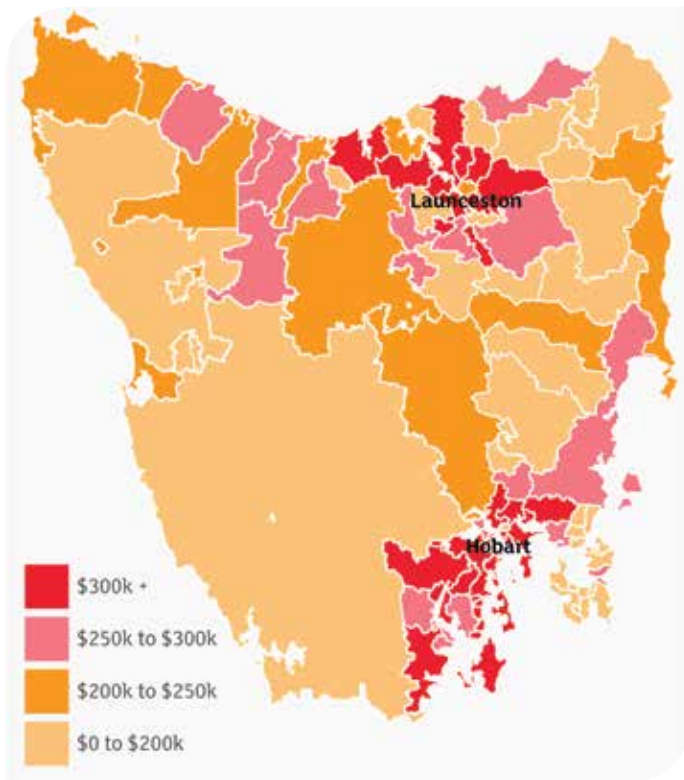 Launceston
Hobart
$300k +
$250k to $300k
$200k to $250k
$0 to $200k